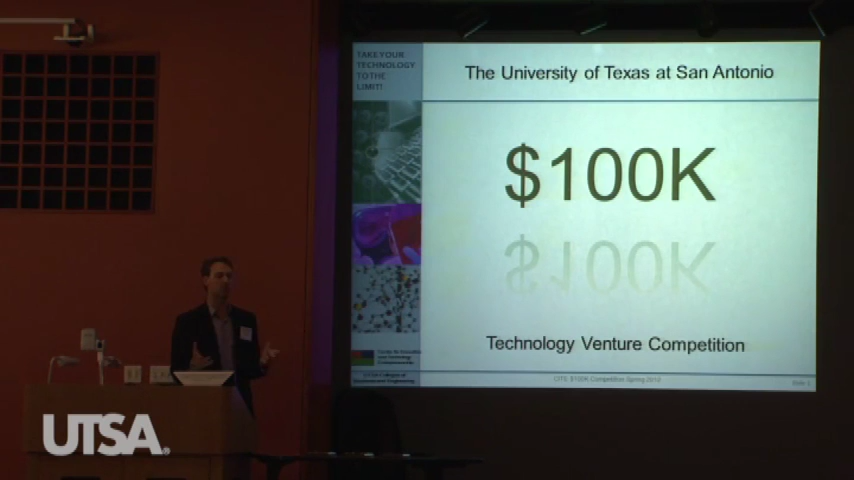 TAKE YOUR
TECHNOLOGY
TO THE
LIMIT!
The University of Texas at San Antonio
$100K
Technology Venture Competition
UTSA®